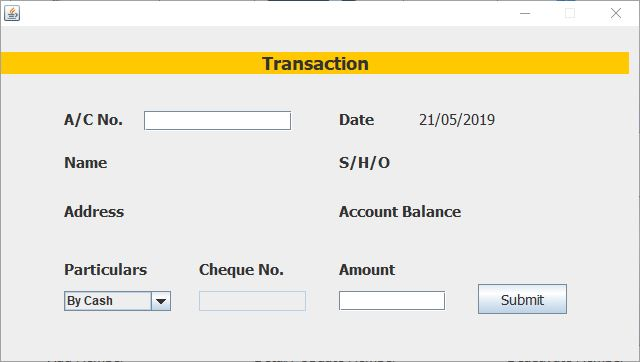 Transaction
A/C No. Date 21/05/2019
Name S/H/O
Address Account Balance
Particulars Cheque No. Amount
By Cash Submit